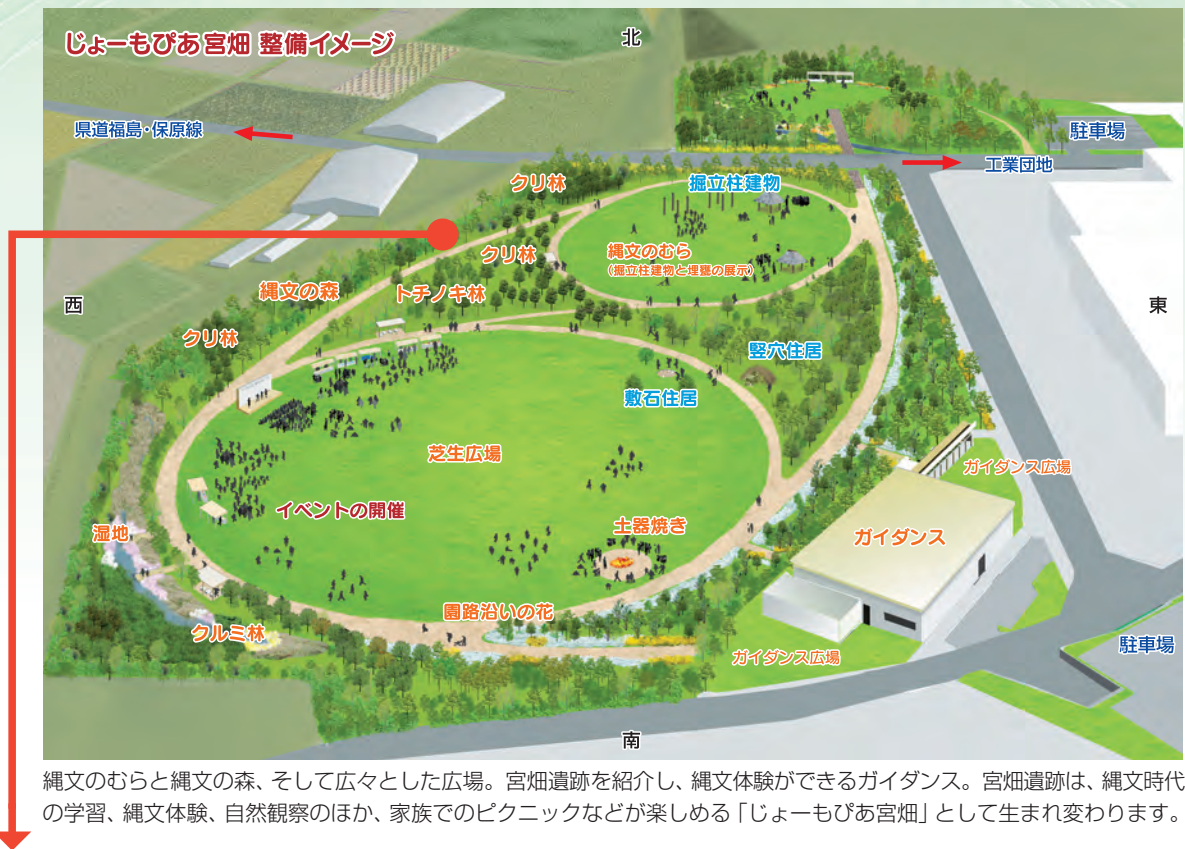 じょーもぴあ宮畑 整備イメージ
北
県道福島・保原線
駐車場
工業団地
クリ林
掘立柱建物
クリ林
縄文のむら
（掘立柱建物と埋甕の展示）
縄文の森
トチノキ林
西
東
クリ林
竪穴住居
敷石住居
芝生広場
ガイダンス広場
イベントの開催
土器焼き
ガイダンス
湿地
園路沿いの花
クルミ林
ガイダンス広場
駐車場
南
縄文のむらと縄文の森、そして広々とした広場。宮畑遺跡を紹介し、縄文体験ができるガイダンス。宮畑遺跡は、縄文時代
の学習、縄文体験、自然観察のほか、家族でのピクニックなどが楽しめる「じょーもぴあ宮畑」として生まれ変わります。